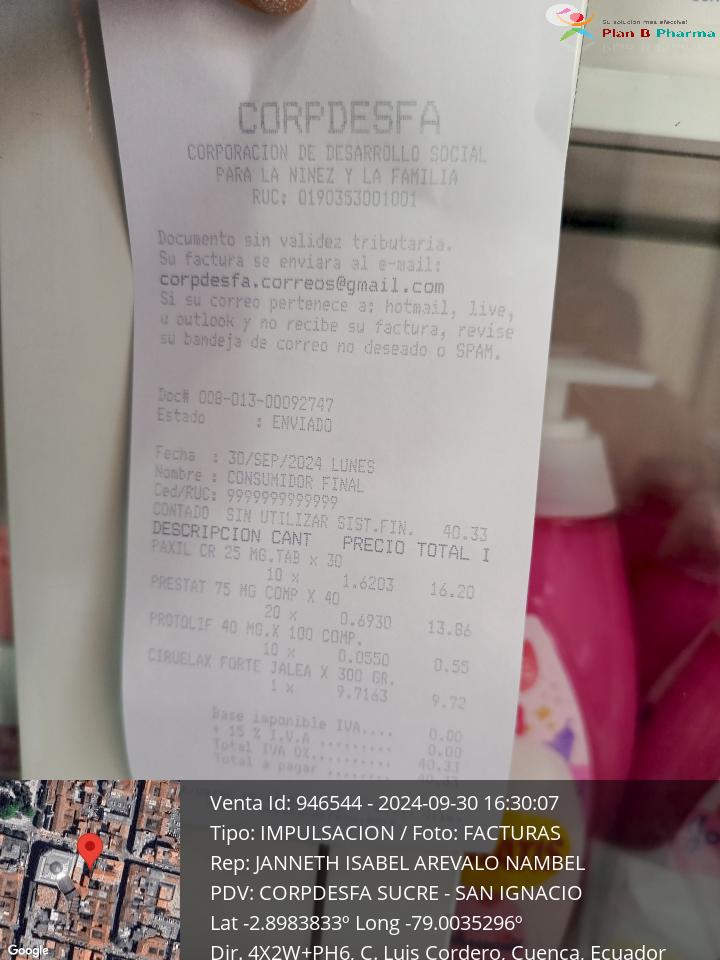 Su solución más efectiva!
Plan B Pharma
CORPDESFA
CORPORACION DE DESARROLLO SOCIAL
PARA LA NINEZ Y LA FAMILIA
RUC: 0190353001001
Documento sin validez tributaria.
Su factura se enviara al e-mail:
corpdesfa.correos@gmail.com
Si su correo pertenece a: hotmail, live,
u outlook y no recibe su factura, revise
su bandeja de correo no deseado o SPAM.
Doc# 008-013-00092747
Estado : ENVIADO
Fecha : 30/SEP/2024 LUNES
Nombre : CONSUMIDOR FINAL
Ced/RUC: 9999999999999
CONTADO SIN UTILIZAR SIST.FIN. 40.33
DESCRIPCION CANT PRECIO TOTAL I
PAXIL CR 25 MG.TAB x 30
10 x 1.6203 16.20
PRESTAT 75 MG COMP X 40
20 x 0.6930 13.86
PROTOLIF 40 MG.X 100 COMP.
10 x 0.0550 0.55
CIRUELAX FORTE JALEA X 300 GR.
1 x 9.7163 9.72
Base imponible IVA.... 0.00
+ 15 % I.V.A ......... 0.00
Total IVA 0%.......... 40.33
Total a pagar ........ 40.33
Venta Id: 946544 - 2024-09-30 16:30:07
Tipo: IMPULSACION / Foto: FACTURAS
Rep: JANNETH ISABEL AREVALO NAMBEL
PDV: CORPDESFA SUCRE - SAN IGNACIO
Lat -2.8983833º Long -79.0035296º
Dir. 4X2W+PH6, C. Luis Cordero, Cuenca, Ecuador
Google